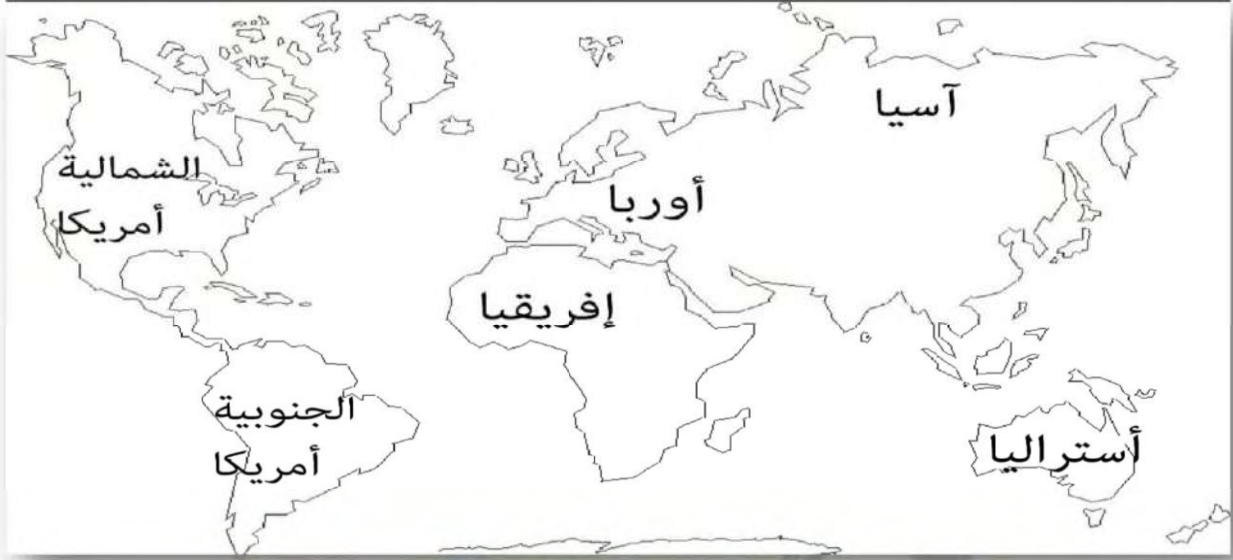 آسيا
الشمالية
أمريكا
أوربا
إفريقيا
الجنوبية
أمريكا
أستراليا